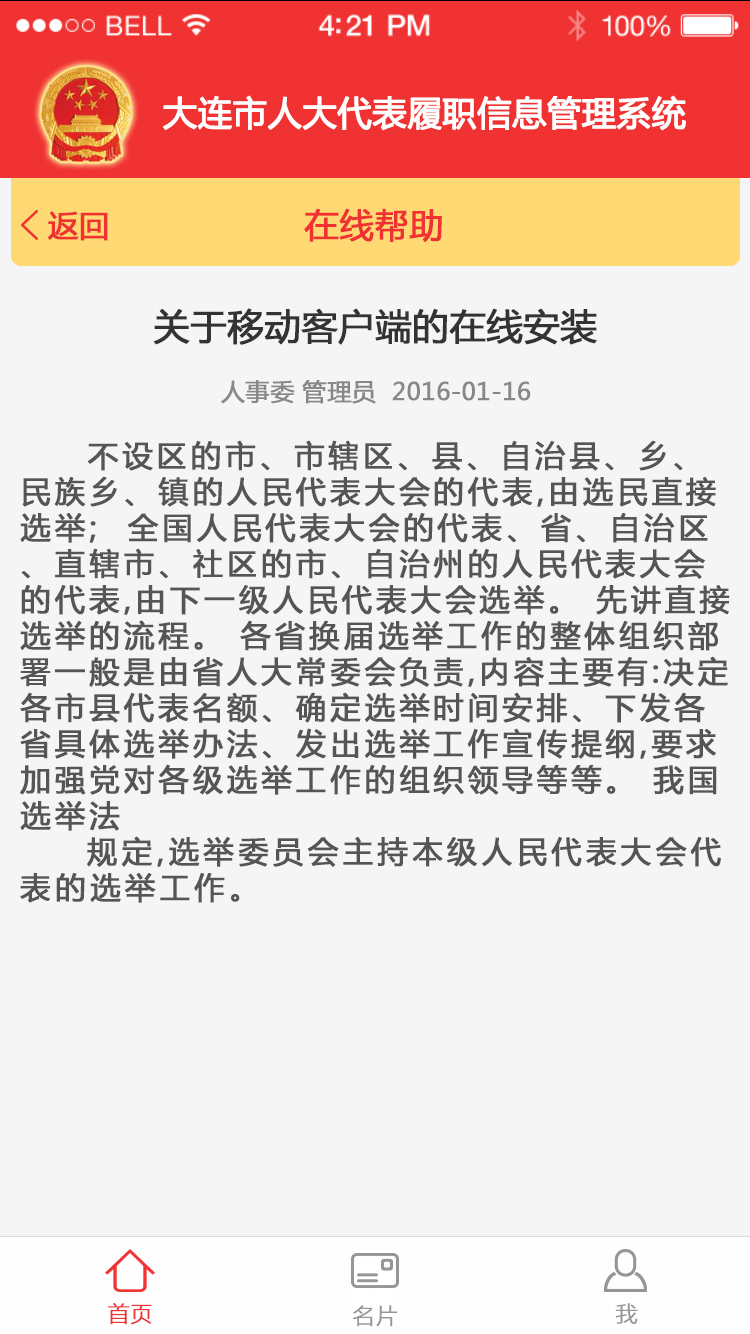 BELL 4:21 PM 100%
大连市人大代表履职信息管理系统
返回 在线帮助
关于移动客户端的在线安装
人事委 管理员 2016-01-16
不设区的市、市辖区、县、自治县、乡、
民族乡、镇的人民代表大会的代表,由选民直接
选举; 全国人民代表大会的代表、省、自治区
、直辖市、社区的市、自治州的人民代表大会
的代表,由下一级人民代表大会选举。 先讲直接
选举的流程。 各省换届选举工作的整体组织部
署一般是由省人大常委会负责,内容主要有:决定
各市县代表名额、确定选举时间安排、下发各
省具体选举办法、发出选举工作宣传提纲,要求
加强党对各级选举工作的组织领导等等。 我国
选举法
规定,选举委员会主持本级人民代表大会代
表的选举工作。
首页 名片 我